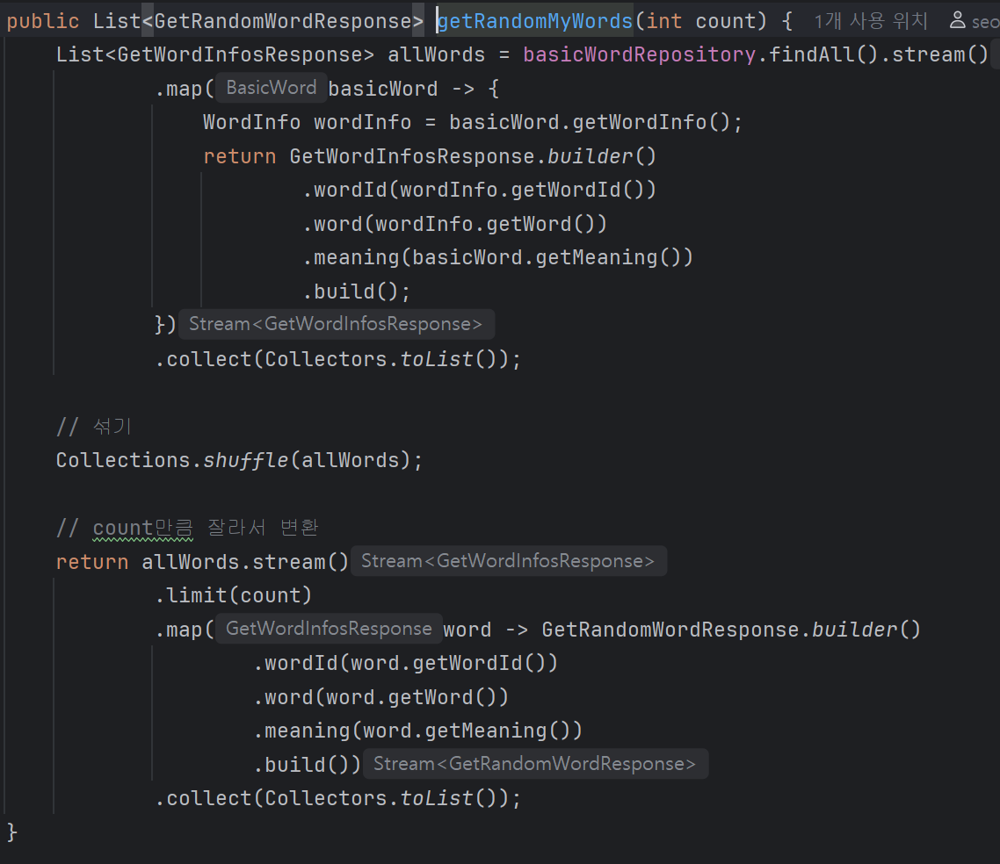 public List<GetRandomWordResponse> getRandomMyWords(int count) { 1개 사용 위치 seo
List<GetWordInfosResponse> allWords = basicWordRepository.findAll().stream()
.map( BasicWord basicWord -> {
WordInfo wordInfo = basicWord.getWordInfo();
return GetWordInfosResponse.builder()
.wordId(wordInfo.getWordId())
.word(wordInfo.getWord())
.meaning(basicWord.getMeaning())
.build();
}) Stream<GetWordInfosResponse>
.collect(Collectors.toList());
// 섞기
Collections.shuffle(allWords);
// count만큼 잘라서 변환
return allWords.stream() Stream<GetWordInfosResponse>
.limit(count)
.map( GetWordInfosResponse word -> GetRandomWordResponse.builder()
.wordId(word.getWordId())
.word(word.getWord())
.meaning(word.getMeaning())
.build()) Stream<GetRandomWordResponse>
.collect(Collectors.toList());
}